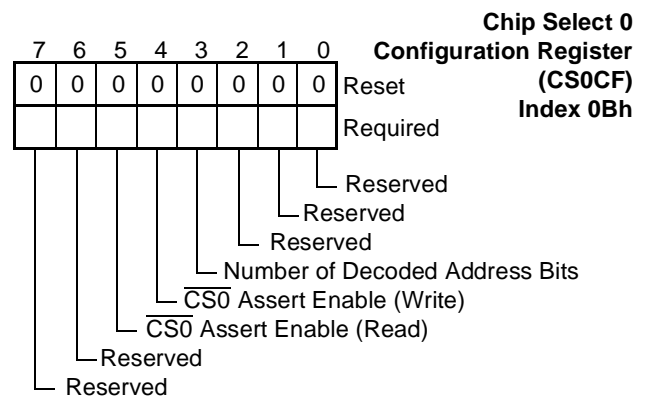 Chip Select 0
Configuration Register
(CS0CF)
Index 0Bh
7 6 5 4 3 2 1 0
0 0 0 0 0 0 0 0 Reset
Required
Reserved
Reserved
Reserved
Number of Decoded Address Bits
C̅S̅0̅ Assert Enable (Write)
C̅S̅0̅ Assert Enable (Read)
Reserved
Reserved